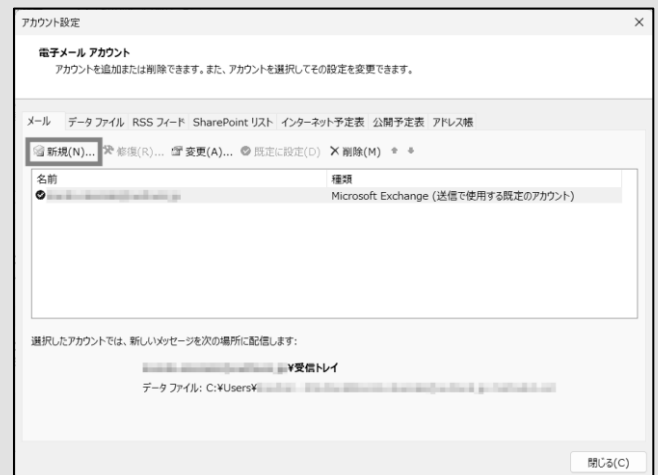 アカウント設定
電子メール アカウント
アカウントを追加または削除できます。また、アカウントを選択してその設定を変更できます。
メール データ ファイル RSS フィード SharePoint リスト インターネット予定表 公開予定表 アドレス帳
新規(N)... 修復(R)... 変更(A)... 既定に設定(D) 削除(M)
名前 種類
Microsoft Exchange (送信で使用する既定のアカウント)
選択したアカウントでは、新しいメッセージを次の場所に配信します:
¥受信トレイ
データ ファイル: C:¥Users¥
閉じる(C)